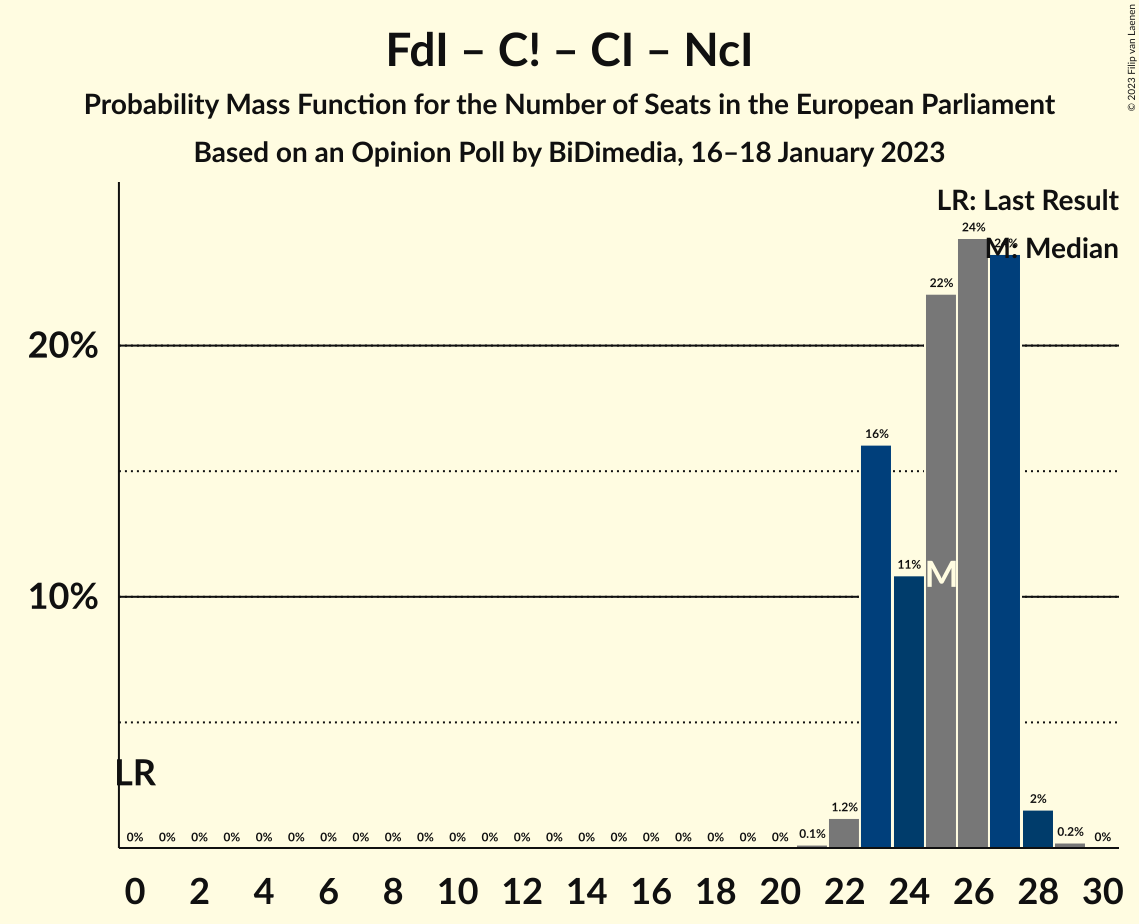 FdI – C! – CI – NcI
Probability Mass Function for the Number of Seats in the European Parliament
Based on an Opinion Poll by BiDimedia, 16–18 January 2023
© 2023 Filip van Laenen
LR: Last Result
M: Median
24%
24%
22%
20%
16%
11%
M
10%
LR
0% 0% 0% 0% 0% 0% 0% 0% 0% 0% 0% 0% 0% 0% 0% 0% 0% 0% 0% 0% 0% 0.1% 1.2% 2% 0.2% 0%
0 2 4 6 8 10 12 14 16 18 20 22 24 26 28 30